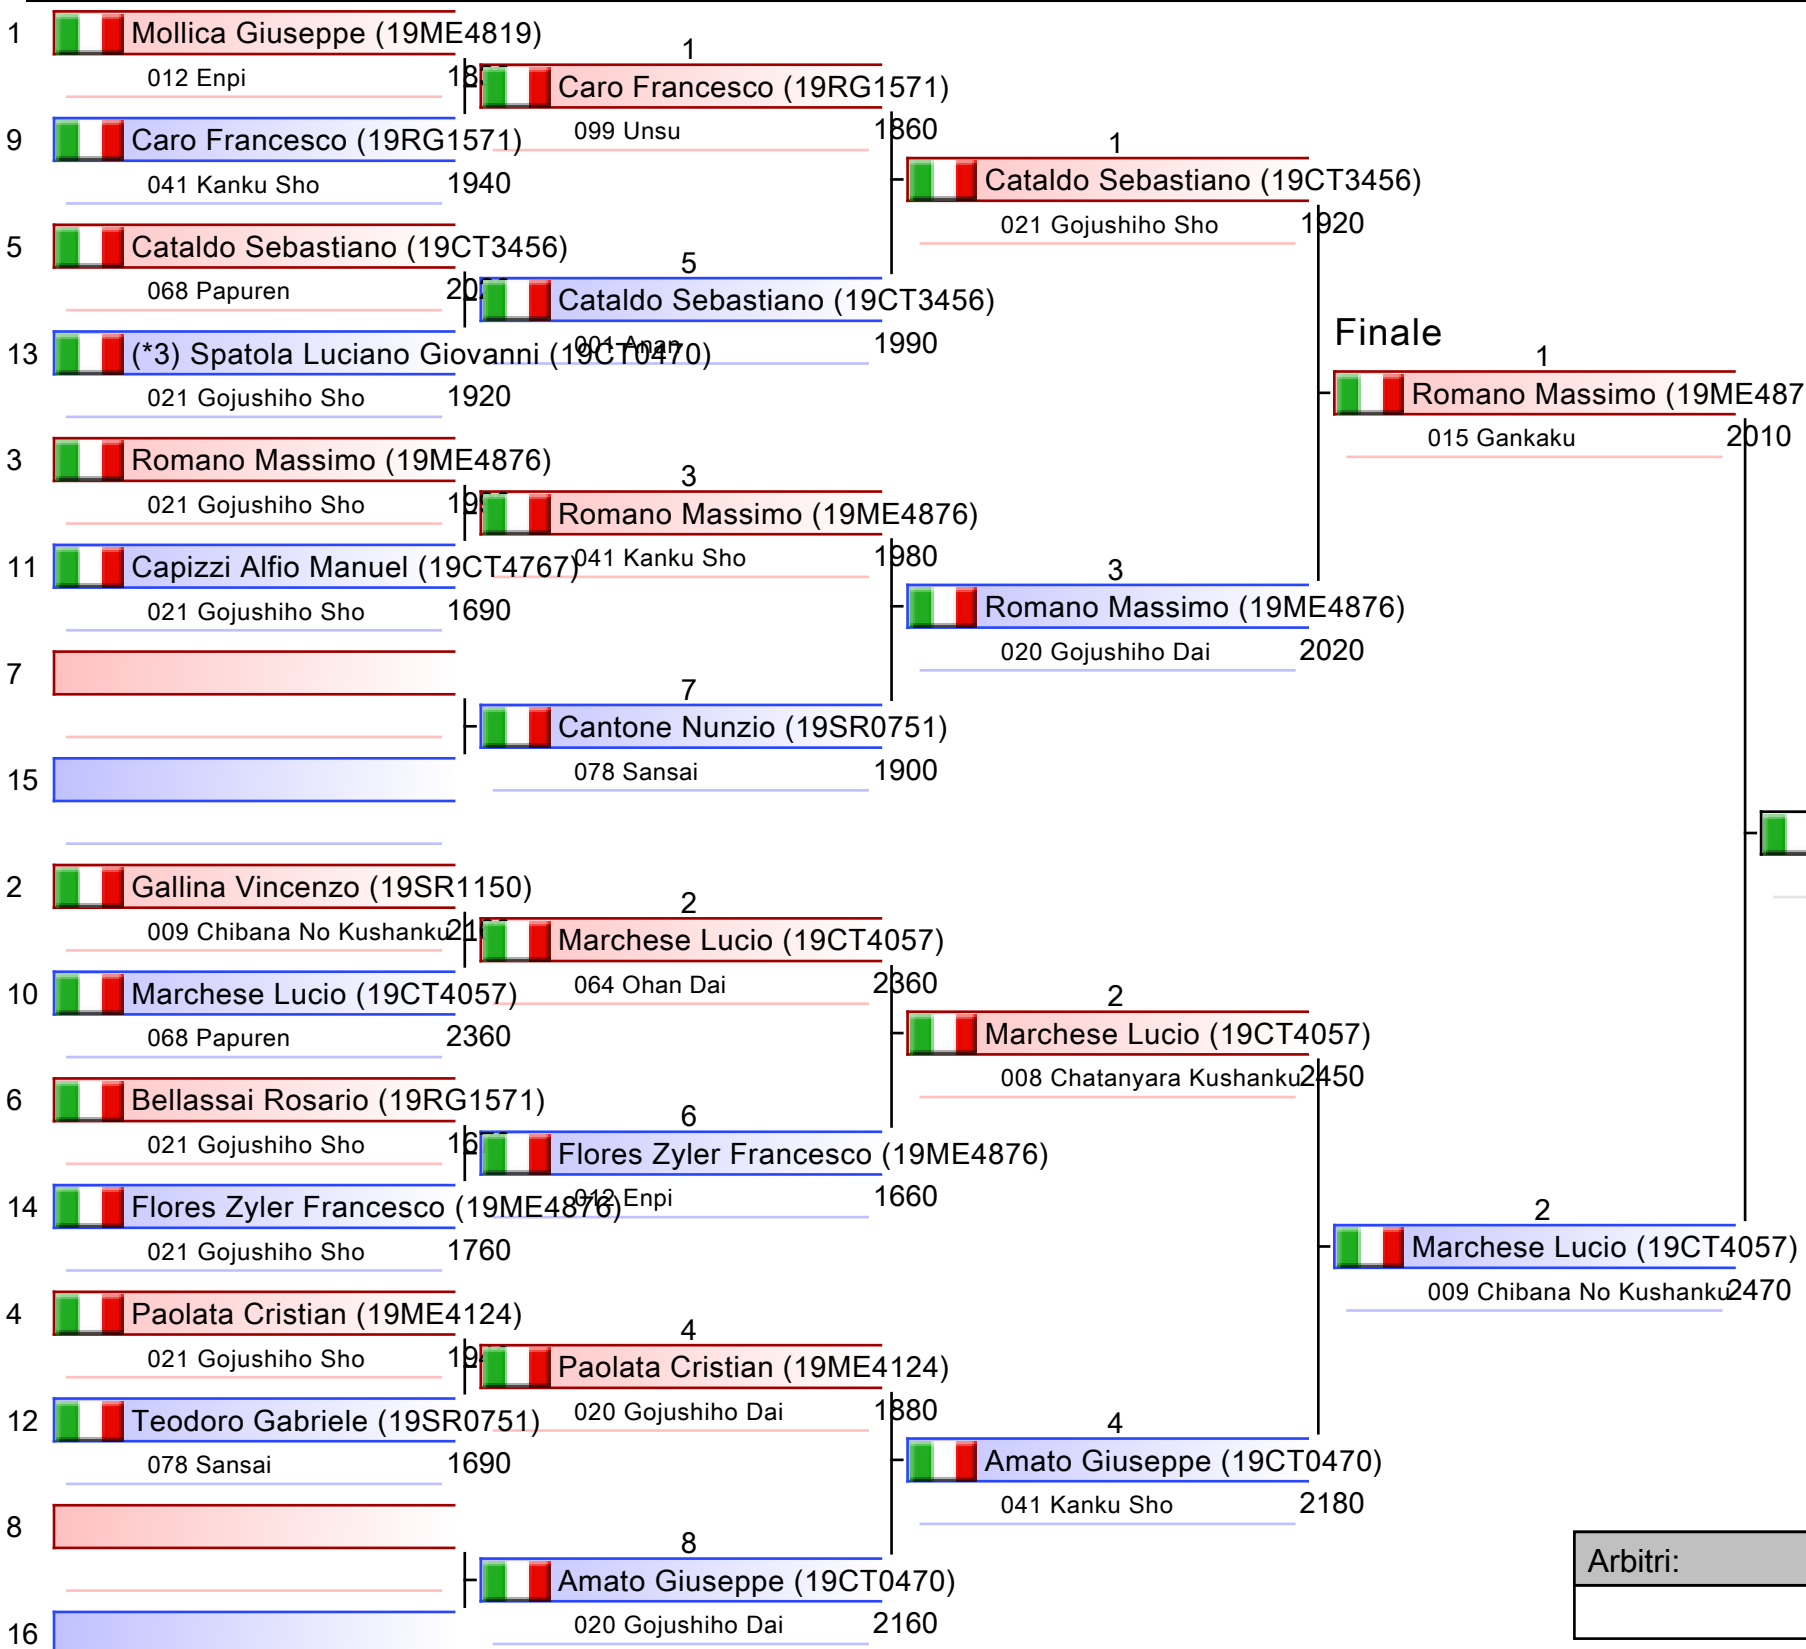 1
Mollica Giuseppe (19ME4819)
012 Enpi
9
Caro Francesco (19RG1571)
041 Kanku Sho 1940
5
Cataldo Sebastiano (19CT3456)
068 Papuren
13
(*3) Spatola Luciano Giovanni (19CT0470)
021 Gojushiho Sho 1920
3
Romano Massimo (19ME4876)
021 Gojushiho Sho
11
Capizzi Alfio Manuel (19CT4767)
021 Gojushiho Sho 1690
7
15
2
Gallina Vincenzo (19SR1150)
009 Chibana No Kushanku
10
Marchese Lucio (19CT4057)
068 Papuren 2360
6
Bellassai Rosario (19RG1571)
021 Gojushiho Sho
14
Flores Zyler Francesco (19ME4876)
021 Gojushiho Sho 1760
4
Paolata Cristian (19ME4124)
021 Gojushiho Sho
12
Teodoro Gabriele (19SR0751)
078 Sansai 1690
8
16
1
Caro Francesco (19RG1571)
099 Unsu 1860
5
Cataldo Sebastiano (19CT3456)
001 Anan 1990
3
Romano Massimo (19ME4876)
041 Kanku Sho 1980
7
Cantone Nunzio (19SR0751)
078 Sansai 1900
2
Marchese Lucio (19CT4057)
064 Ohan Dai 2360
6
Flores Zyler Francesco (19ME4876)
012 Enpi 1660
4
Paolata Cristian (19ME4124)
020 Gojushiho Dai 1880
8
Amato Giuseppe (19CT0470)
020 Gojushiho Dai 2160
1
Cataldo Sebastiano (19CT3456)
021 Gojushiho Sho 1920
3
Romano Massimo (19ME4876)
020 Gojushiho Dai 2020
2
Marchese Lucio (19CT4057)
008 Chatanyara Kushanku 2450
4
Amato Giuseppe (19CT0470)
041 Kanku Sho 2180
Finale
1
Romano Massimo (19ME487
015 Gankaku 2010
2
Marchese Lucio (19CT4057)
009 Chibana No Kushanku 2470
Arbitri: